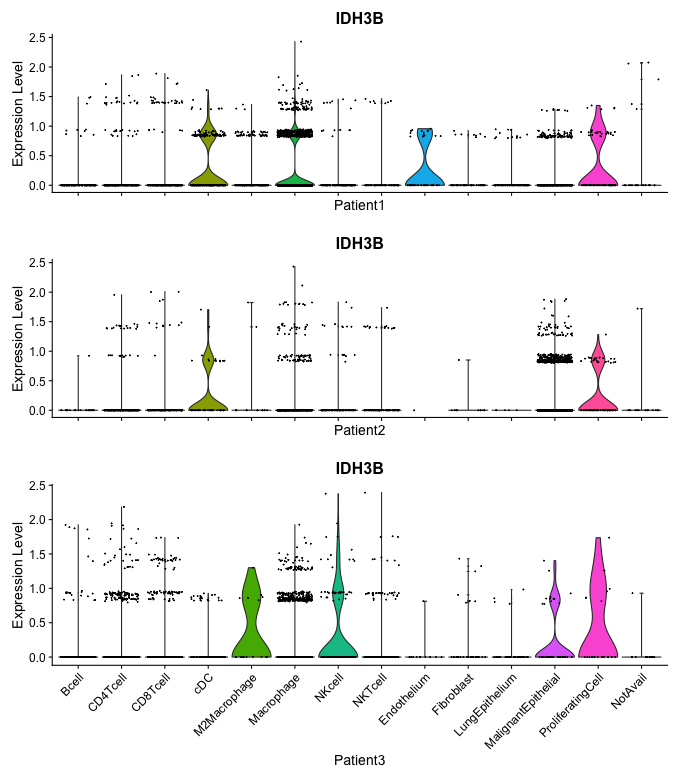 IDH3B
Expression Level
2.5
2.0
1.5
1.0
0.5
0.0
Patient1
IDH3B
Expression Level
2.5
2.0
1.5
1.0
0.5
0.0
Patient2
IDH3B
Expression Level
2.5
2.0
1.5
1.0
0.5
0.0
Bcell
CD4Tcell
CD8Tcell
cDC
M2Macrophage
Macrophage
NKcell
NKTcell
Endothelium
Fibroblast
LungEpithelium
MalignantEpithelial
ProliferatingCell
NotAvail
Patient3